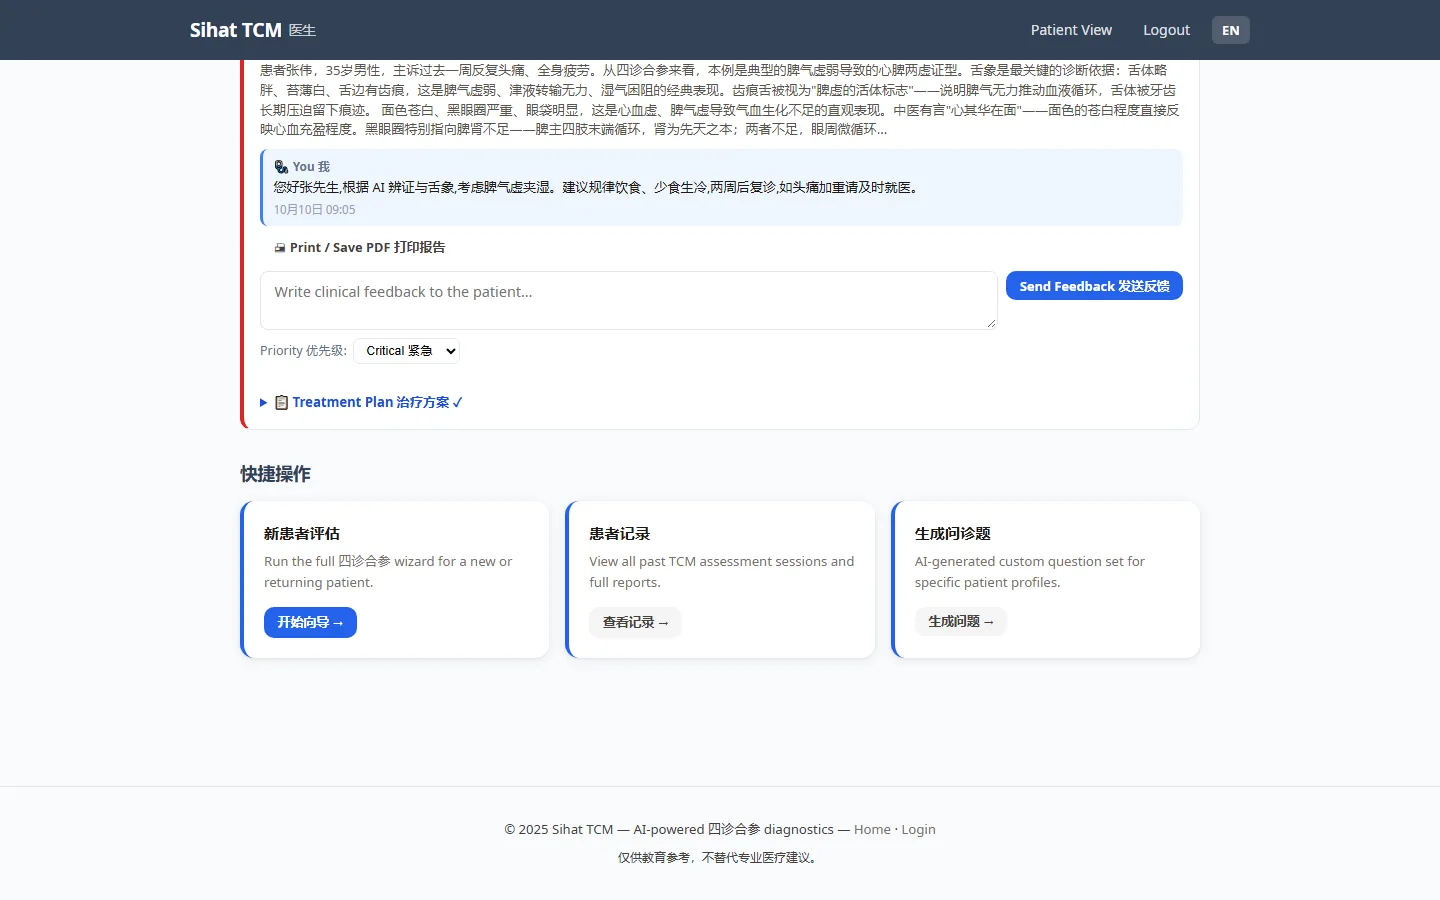 Sihat TCM 医生
Patient View
Logout
EN
患者张伟，35岁男性，主诉过去一周反复头痛、全身疲劳。从四诊合参来看，本例是典型的脾气虚弱导致的心脾两虚证型。舌象是最关键的诊断依据：舌体略
胖、苔薄白、舌边有齿痕，这是脾气虚弱、津液转输无力、湿气困阻的经典表现。齿痕舌被视为"脾虚的活体标志"——说明脾气无力推动血液循环，舌体被牙齿
长期压迫留下痕迹。 面色苍白、黑眼圈严重、眼袋明显，这是心血虚、脾气虚导致气血生化不足的直观表现。中医有言"心其华在面"——面色的苍白程度直接反
映心血充盈程度。黑眼圈特别指向脾肾不足——脾主四肢末端循环，肾为先天之本；两者不足，眼周微循环...
🩺 You 我
您好张先生,根据 AI 辨证与舌象,考虑脾气虚夹湿。建议规律饮食、少食生冷,两周后复诊,如头痛加重请及时就医。
10月10日 09:05
🖨 Print / Save PDF 打印报告
Write clinical feedback to the patient...
Send Feedback 发送反馈
Priority 优先级:
Critical 紧急
▶ 📋 Treatment Plan 治疗方案 ✓
快捷操作
新患者评估
Run the full 四诊合参 wizard for a new or
returning patient.
开始向导 →
患者记录
View all past TCM assessment sessions and
full reports.
查看记录 →
生成问诊题
AI-generated custom question set for
specific patient profiles.
生成问题 →
© 2025 Sihat TCM — AI-powered 四诊合参 diagnostics — Home · Login
仅供教育参考，不替代专业医疗建议。